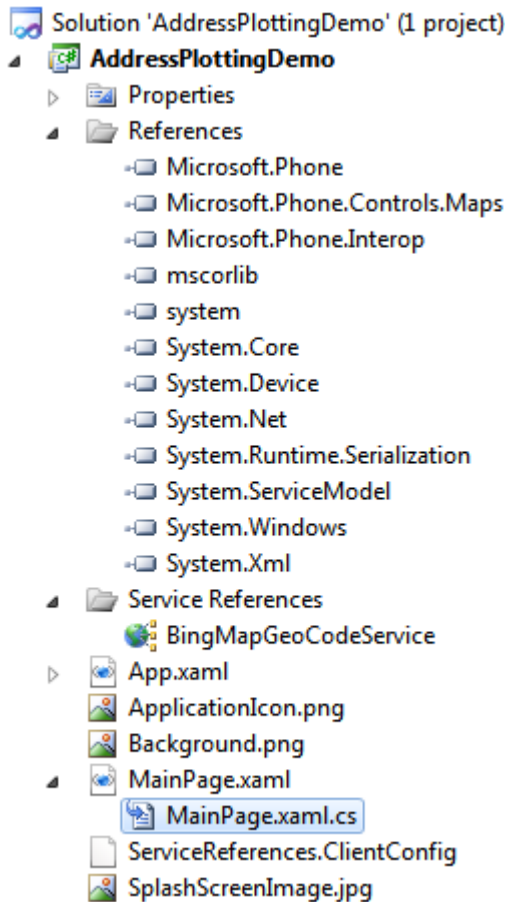 Solution 'AddressPlottingDemo' (1 project)
AddressPlottingDemo
Properties
References
Microsoft.Phone
Microsoft.Phone.Controls.Maps
Microsoft.Phone.Interop
mscorlib
system
System.Core
System.Device
System.Net
System.Runtime.Serialization
System.ServiceModel
System.Windows
System.Xml
Service References
BingMapGeoCodeService
App.xaml
ApplicationIcon.png
Background.png
MainPage.xaml
MainPage.xaml.cs
ServiceReferences.ClientConfig
SplashScreenImage.jpg